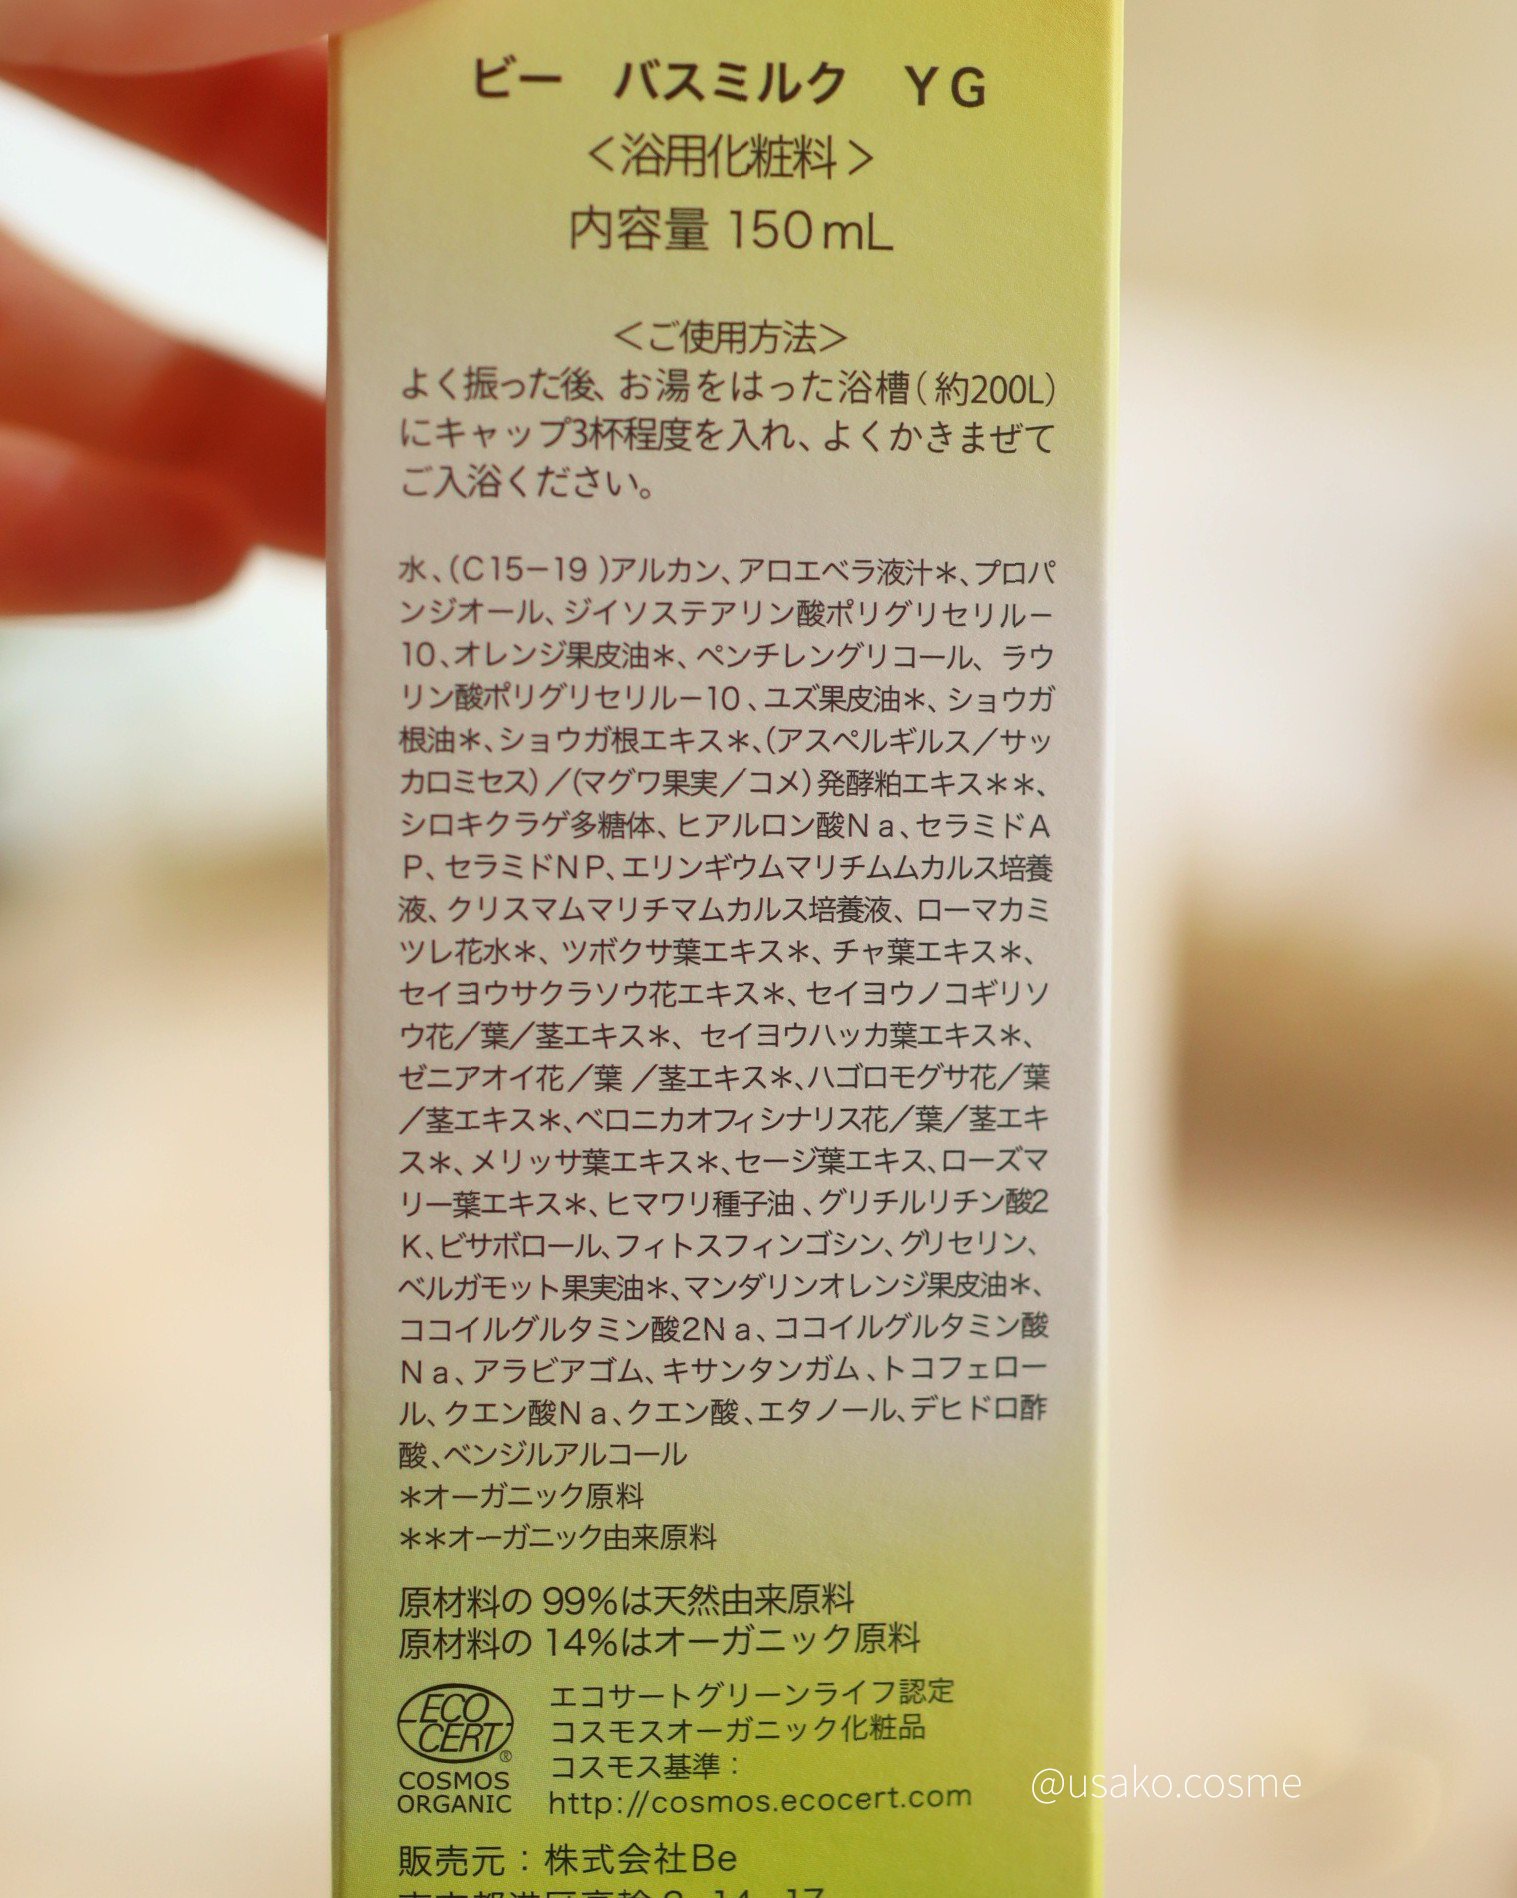 ビー　バスミルク　YG
＜浴用化粧料＞
内容量 150mL
＜ご使用方法＞
よく振った後、お湯をはった浴槽(約200L)
にキャップ3杯程度を入れ、よくかきまぜて
ご入浴ください。
水、(C15－19 )アルカン、アロエベラ液汁＊、プロパ
ンジオール、ジイソステアリン酸ポリグリセリル－
10、オレンジ果皮油＊、ペンチレングリコール、ラウ
リン酸ポリグリセリル－10、ユズ果皮油＊、ショウガ
根油＊、ショウガ根エキス＊、(アスペルギルス／サッ
カロミセス)／(マグワ果実／コメ)発酵粕エキス＊＊、
シロキクラゲ多糖体、ヒアルロン酸Na、セラミドA
P、セラミドNP、エリンギウムマリチムムカルス培養
液、クリスマムマリチマムカルス培養液、ローマカミ
ツレ花水＊、ツボクサ葉エキス＊、チャ葉エキス＊、
セイヨウサクラソウ花エキス＊、セイヨウノコギリソ
ウ花／葉／茎エキス＊、セイヨウハッカ葉エキス＊、
ゼニアオイ花／葉／茎エキス＊、ハゴロモグサ花／葉
／茎エキス＊、ベロニカオフィシナリス花／葉／茎エキ
ス＊、メリッサ葉エキス＊、セージ葉エキス、ローズマ
リー葉エキス＊、ヒマワリ種子油、グリチルリチン酸2
K、ビサボロール、フィトスフィンゴシン、グリセリン、
ベルガモット果実油＊、マンダリンオレンジ果皮油＊、
ココイルグルタミン酸2Na、ココイルグルタミン酸
Na、アラビアゴム、キサンタンガム、トコフェロー
ル、クエン酸Na、クエン酸、エタノール、デヒドロ酢
酸、ベンジルアルコール
＊オーガニック原料
＊＊オーガニック由来原料
原材料の 99%は天然由来原料
原材料の 14%はオーガニック原料
ECO
CERT®
COSMOS
ORGANIC
エコサートグリーンライフ認定
コスモスオーガニック化粧品
コスモス基準：
http://cosmos.ecocert.com
@usako.cosme
販売元：株式会社Be